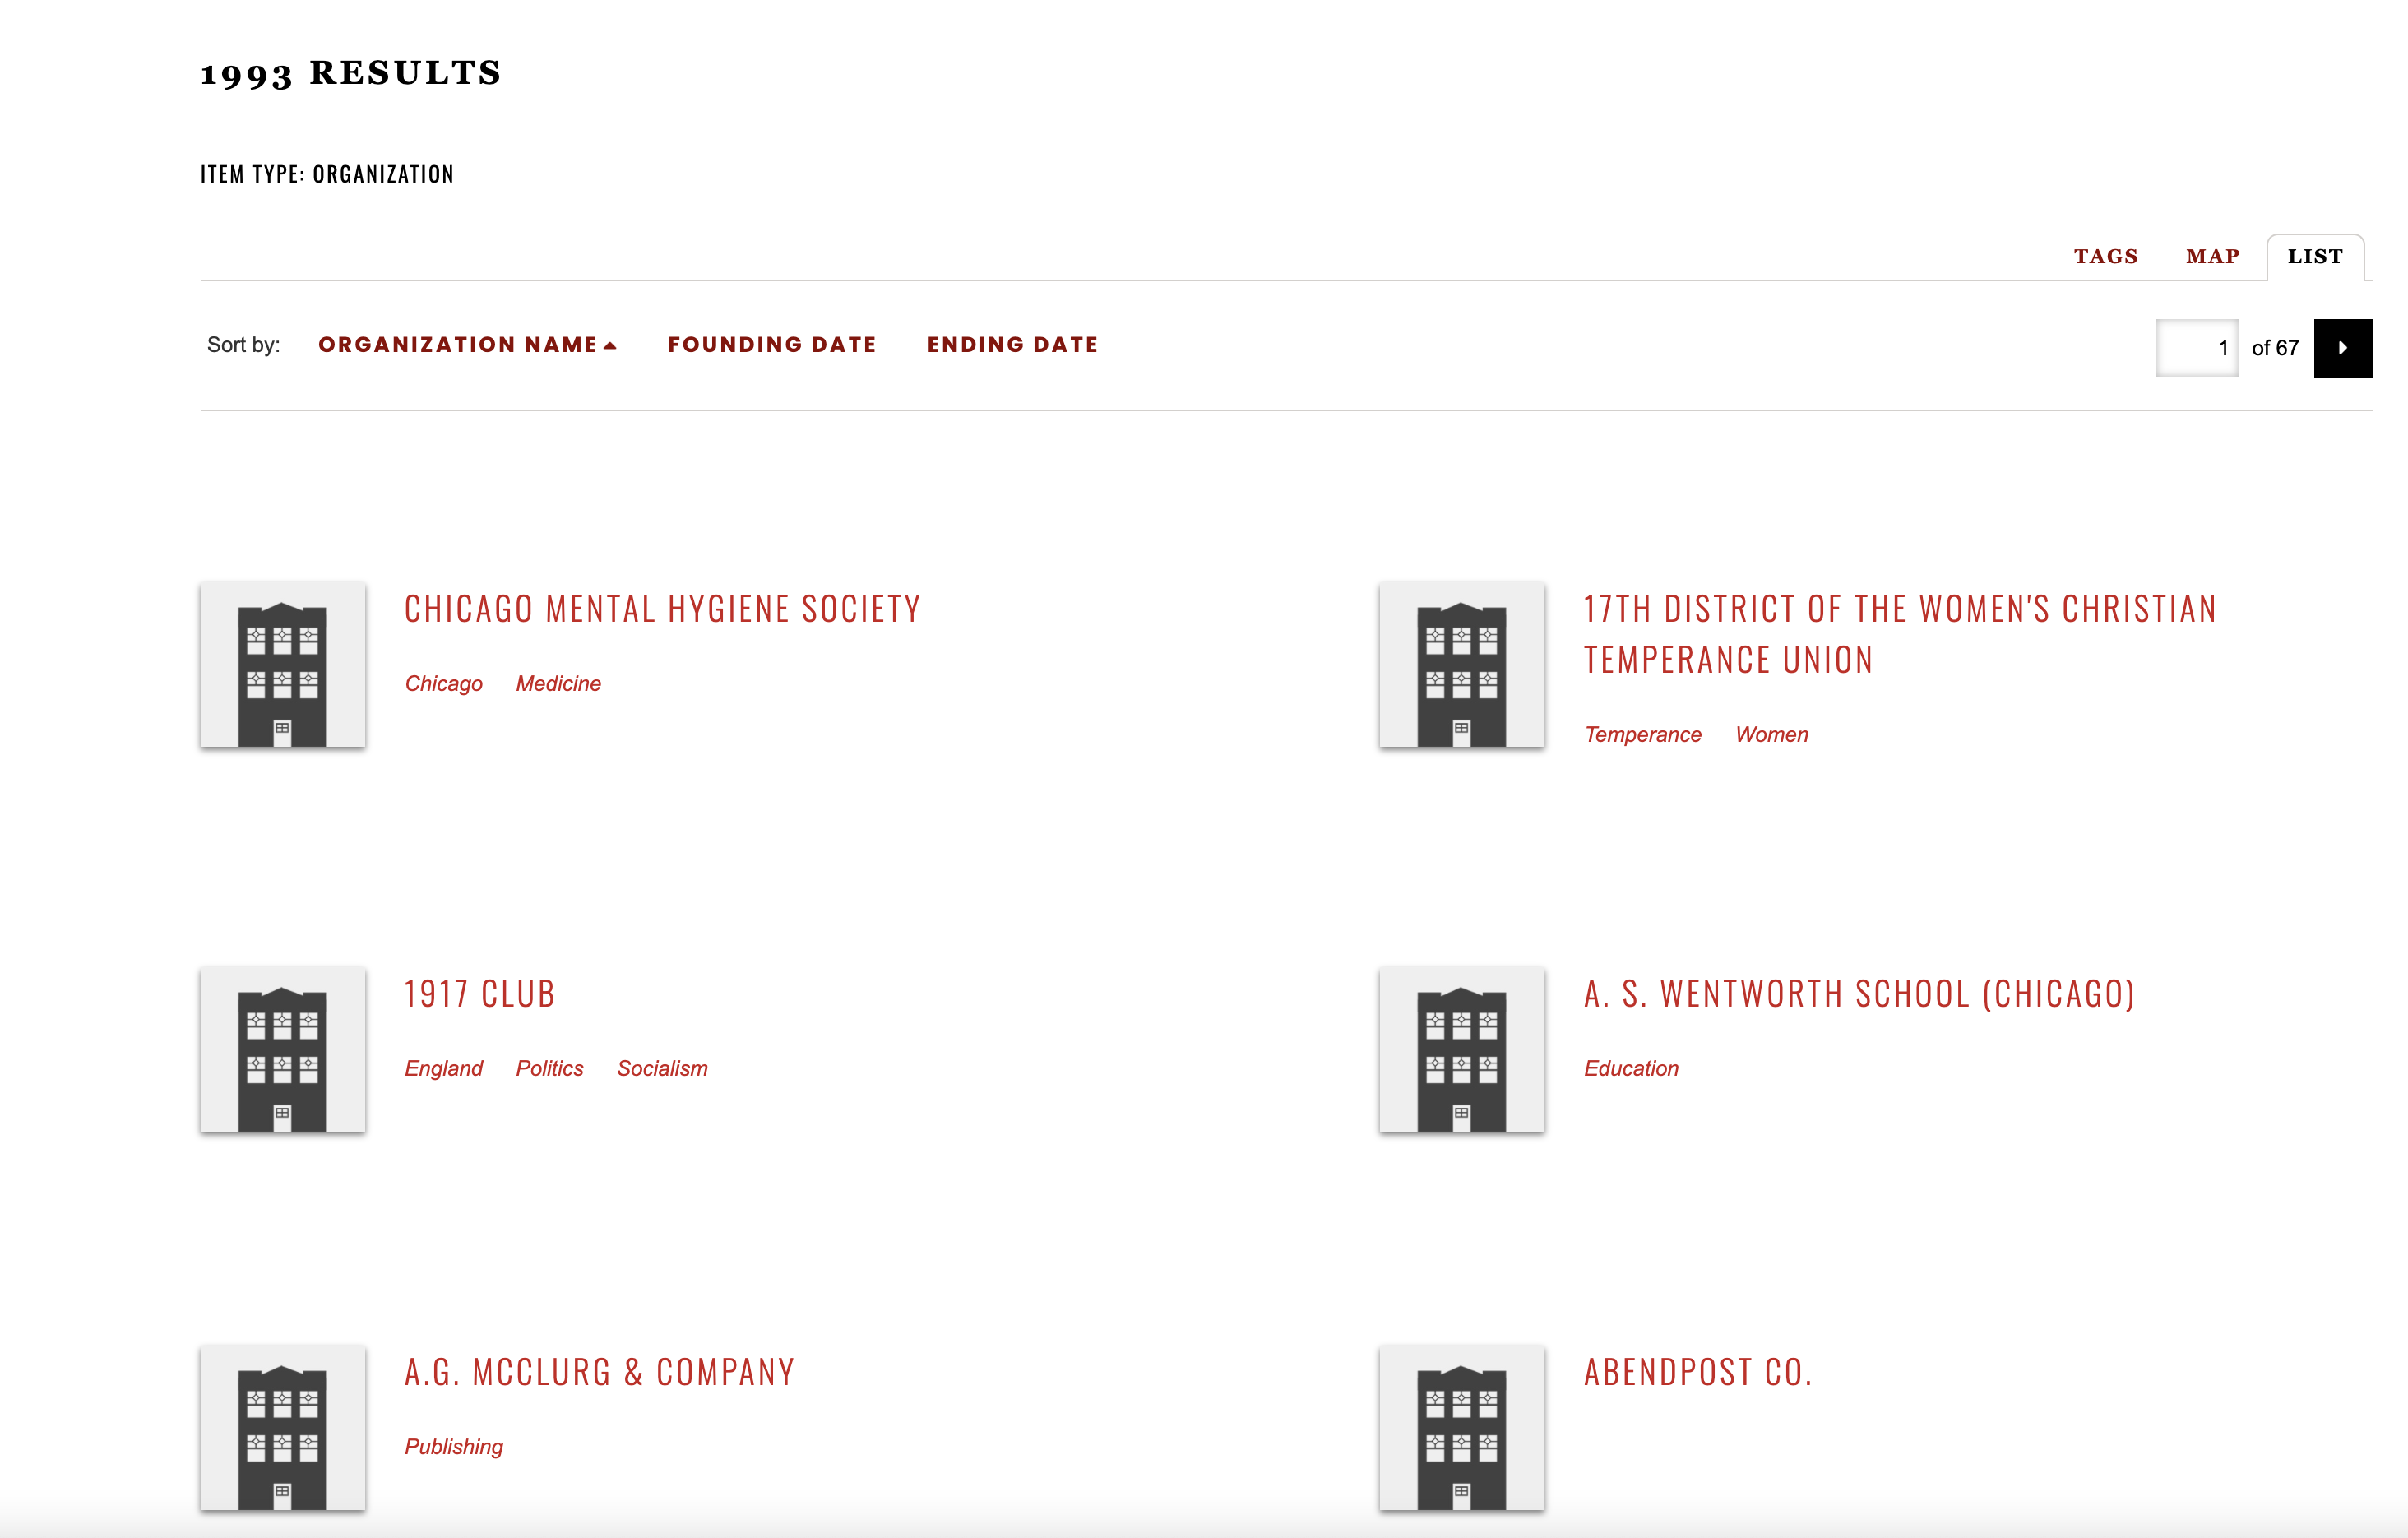 1993 RESULTS
ITEM TYPE: ORGANIZATION
TAGS MAP LIST
Sort by: ORGANIZATION NAME FOUNDING DATE ENDING DATE 1 of 67
CHICAGO MENTAL HYGIENE SOCIETY
Chicago Medicine
17TH DISTRICT OF THE WOMEN'S CHRISTIAN
TEMPERANCE UNION
Temperance Women
1917 CLUB
England Politics Socialism
A. S. WENTWORTH SCHOOL (CHICAGO)
Education
A.G. MCCLURG & COMPANY
Publishing
ABENDPOST CO.